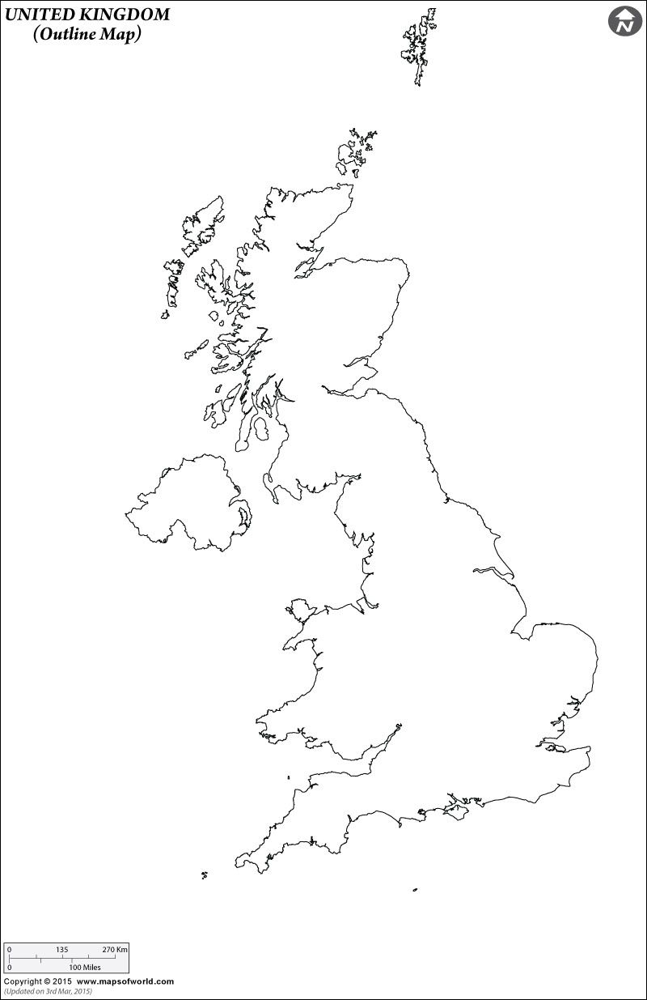 UNITED KINGDOM
(Outline Map)
N
0 135 270 Km
0 100 Miles
Copyright © 2015 www.mapsofworld.com
(Updated on 3rd Mar, 2015)